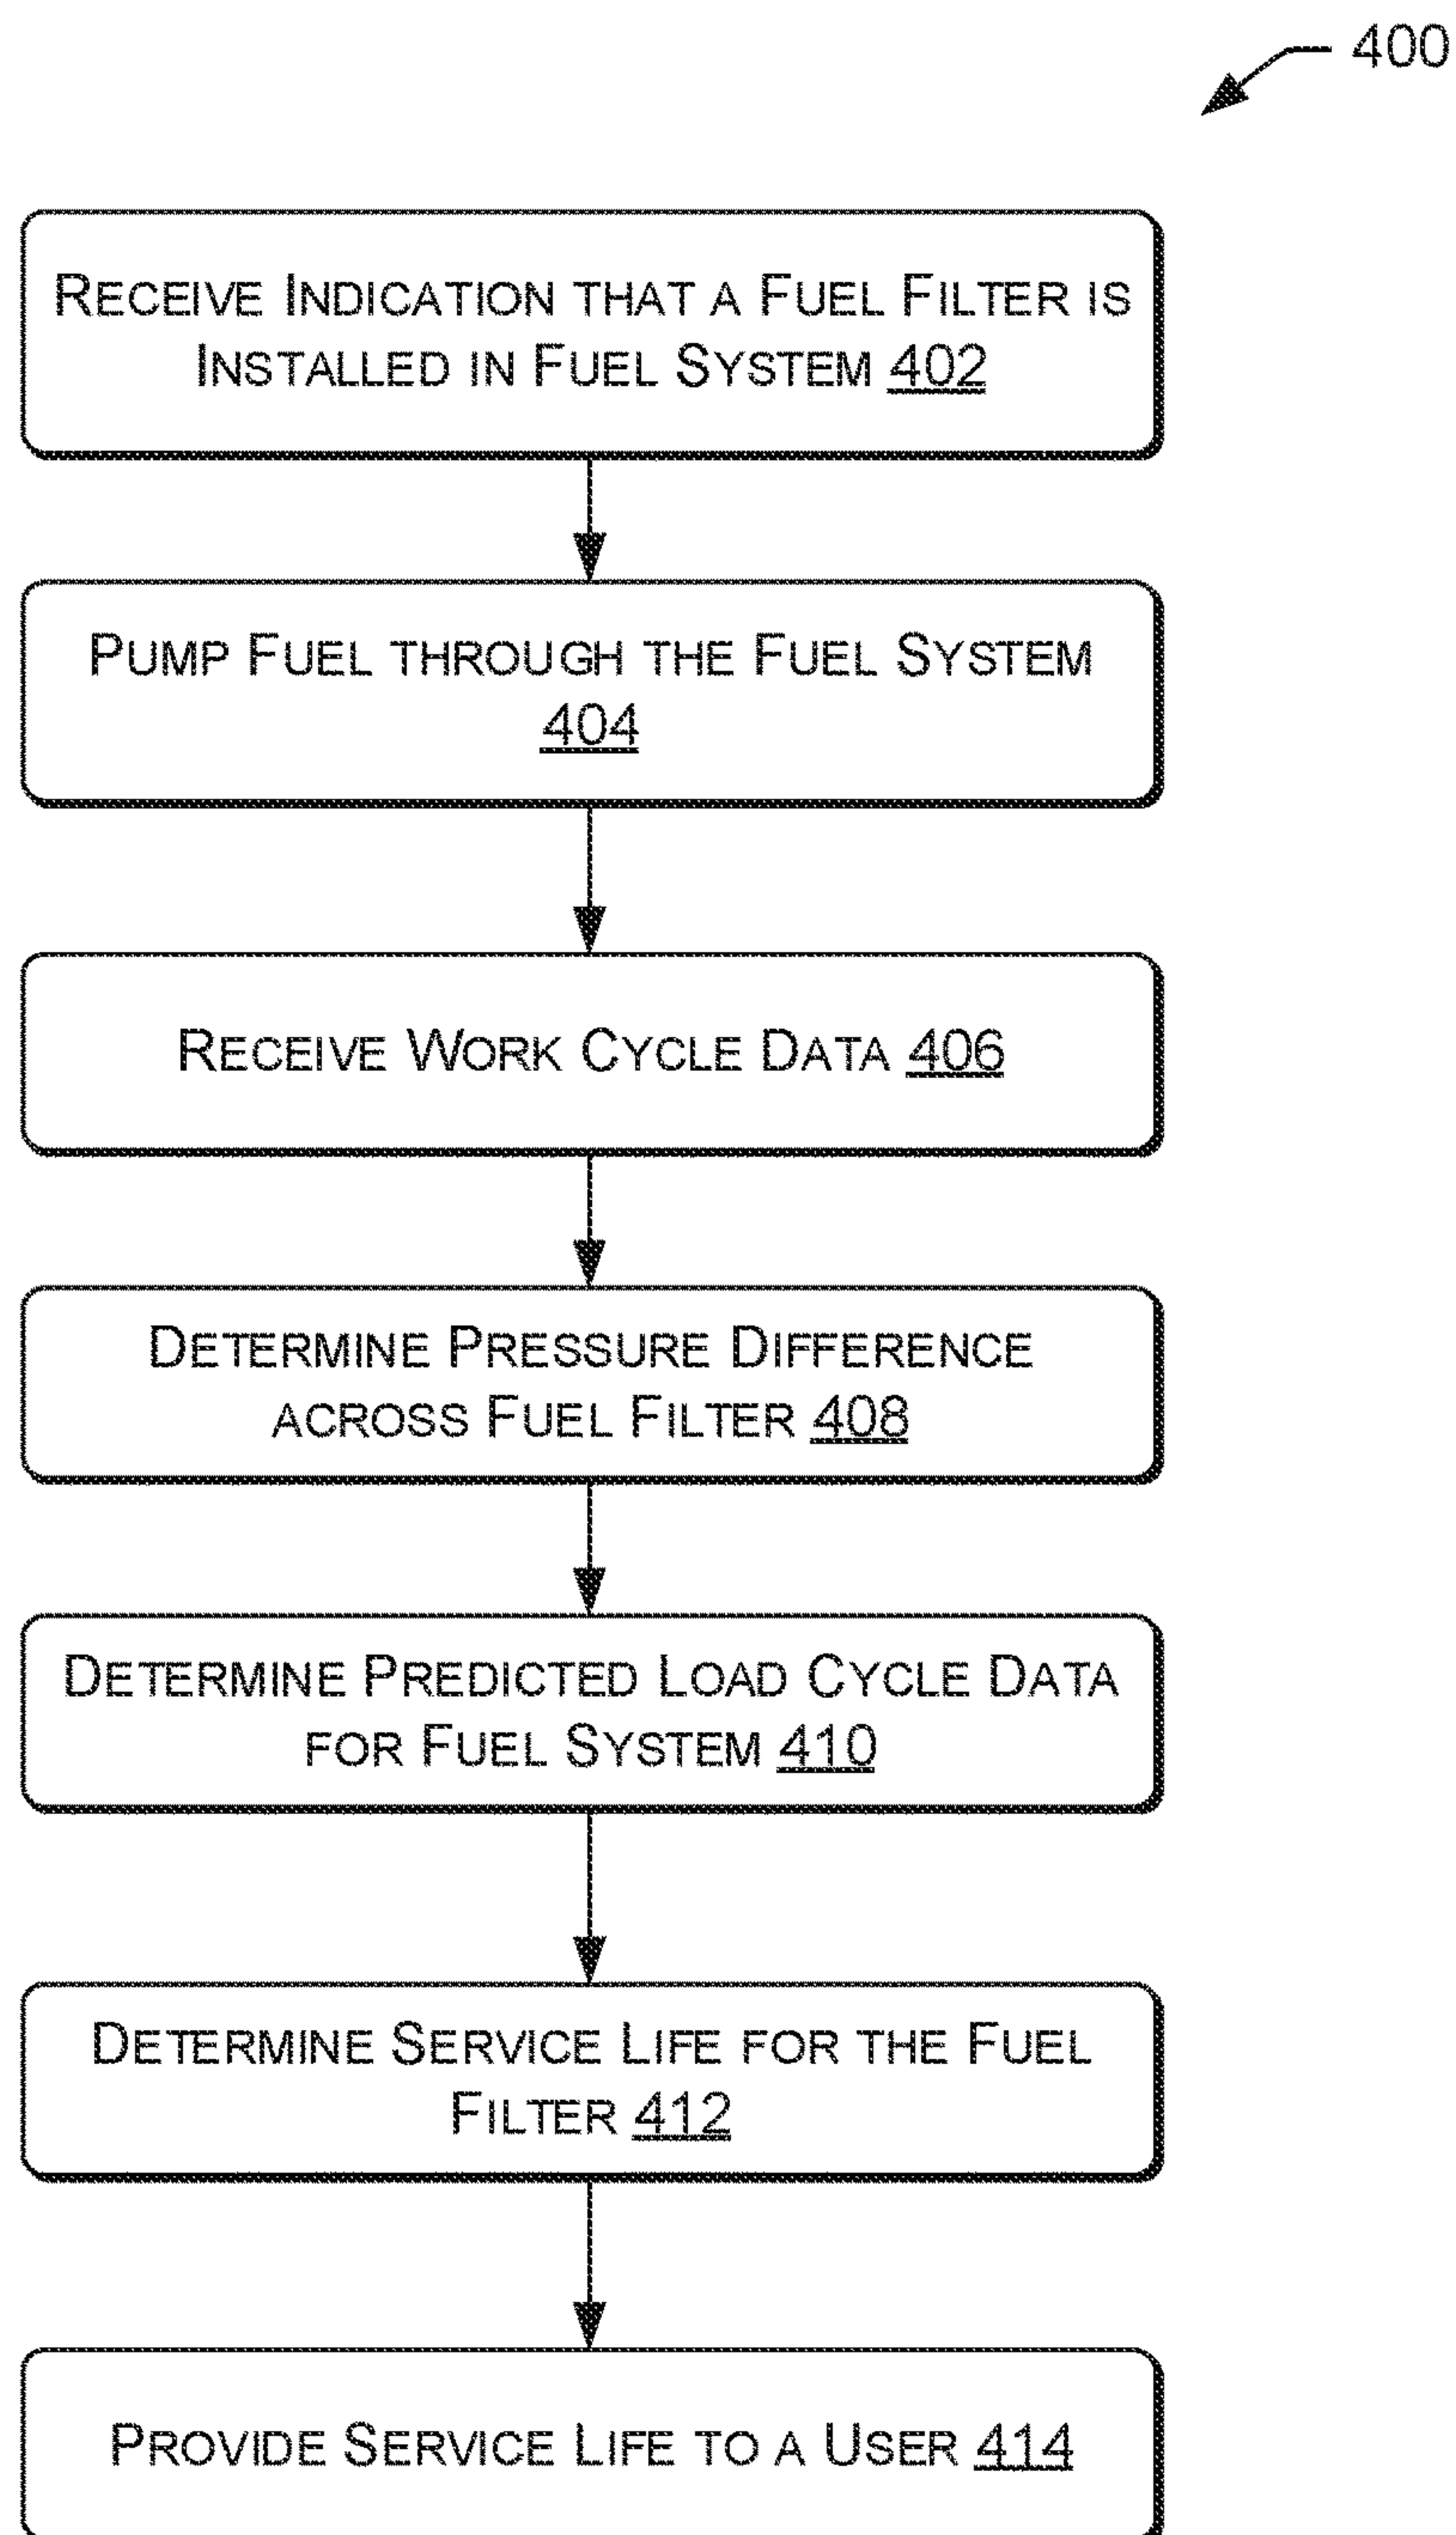 400
RECEIVE INDICATION THAT A FUEL FILTER IS
INSTALLED IN FUEL SYSTEM 402
PUMP FUEL THROUGH THE FUEL SYSTEM
404
RECEIVE WORK CYCLE DATA 406
DETERMINE PRESSURE DIFFERENCE
ACROSS FUEL FILTER 408
DETERMINE PREDICTED LOAD CYCLE DATA
FOR FUEL SYSTEM 410
DETERMINE SERVICE LIFE FOR THE FUEL
FILTER 412
PROVIDE SERVICE LIFE TO A USER 414